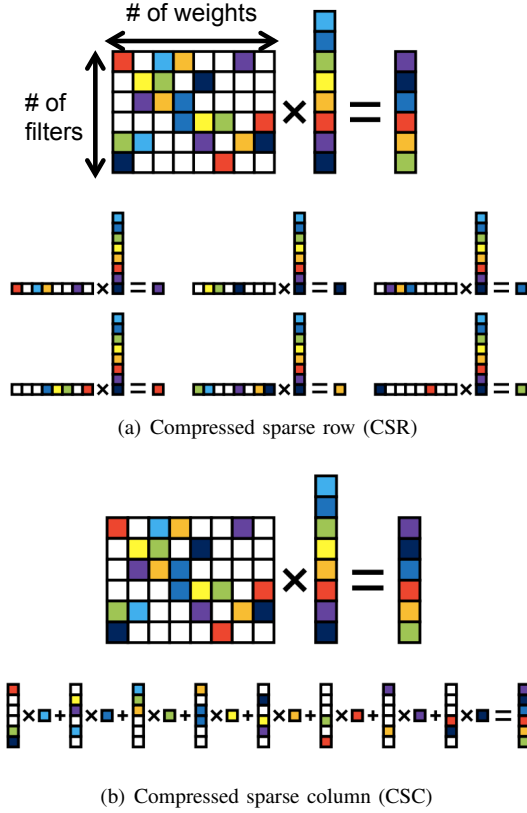 # of weights
# of
filters
× =
× = × = × =
× = × = × =
(a) Compressed sparse row (CSR)
× =
× + × + × + × + × + × + × + × =
(b) Compressed sparse column (CSC)